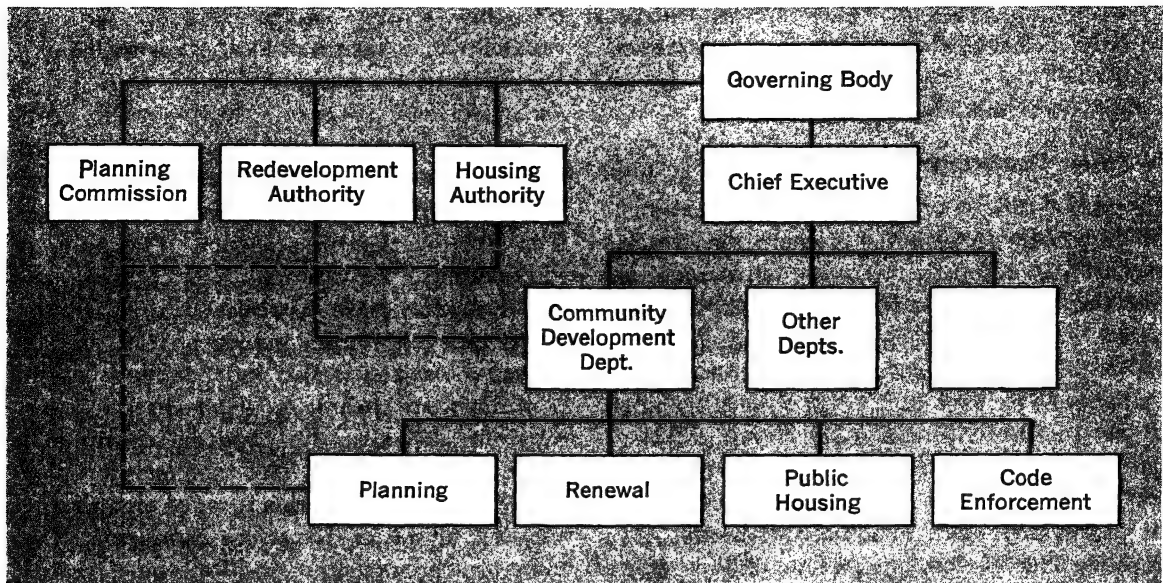 Governing Body
Planning
Commission
Redevelopment
Authority
Housing
Authority
Chief Executive
Community
Development
Dept.
Other
Depts.
Planning
Renewal
Public
Housing
Code
Enforcement